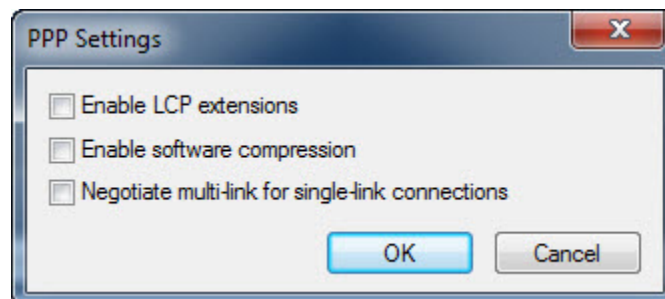 PPP Settings
Enable LCP extensions
Enable software compression
Negotiate multi-link for single-link connections
OK Cancel